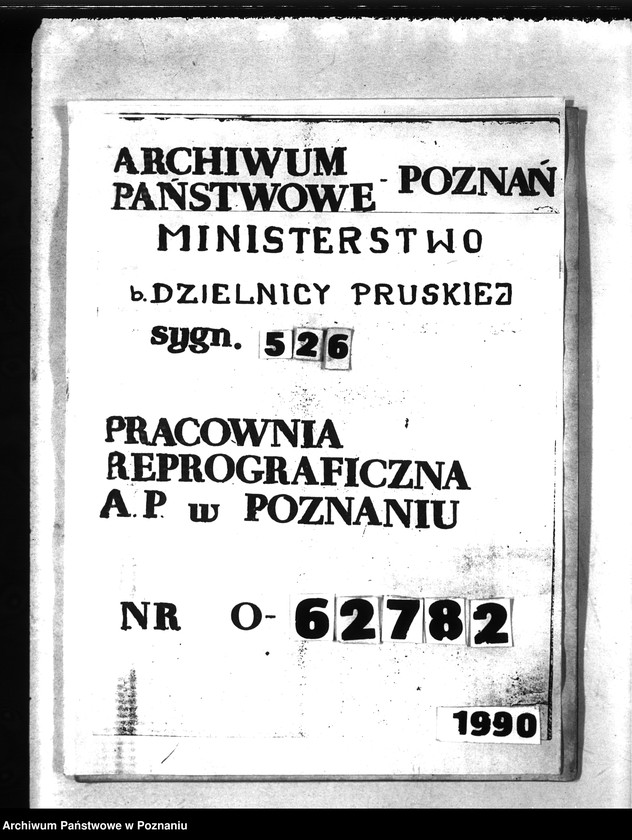 ARCHIWUM
PAŃSTWOWE - POZNAŃ
MINISTERSTWO
b. DZIELNICY PRUSKIEJ
sygn. 526
PRACOWNIA
REPROGRAFICZNA
A. P. w POZNANIU
NR O-62782
1990
Archiwum Państwowe w Poznaniu